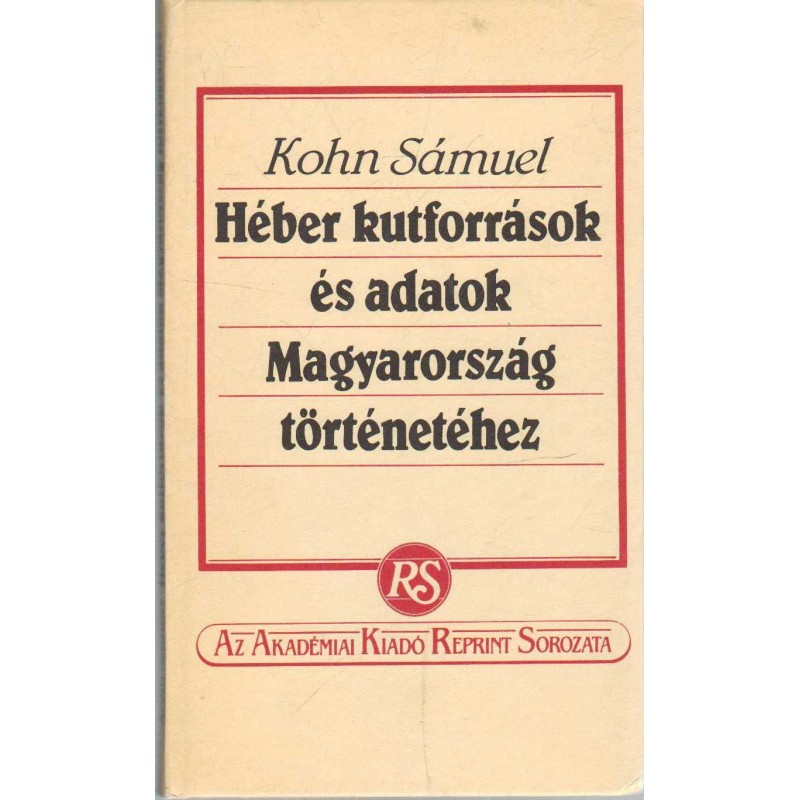 Kohn Sámuel
Héber kutforrások
és adatok
Magyarország
történetéhez
RS
Az Akadémiai Kiadó Reprint Sorozata